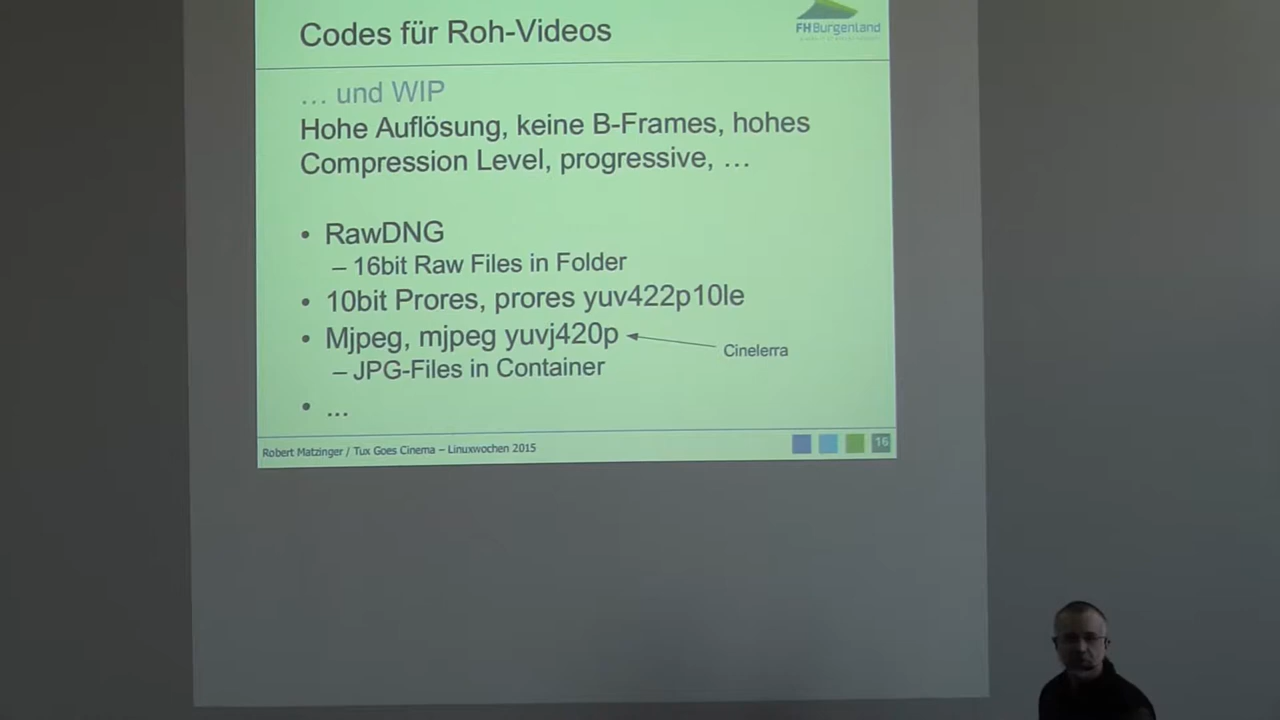 Codes für Roh-Videos
FHBurgenland
… und WIP
Hohe Auflösung, keine B-Frames, hohes
Compression Level, progressive, …
• RawDNG
– 16bit Raw Files in Folder
• 10bit Prores, prores yuv422p10le
• Mjpeg, mjpeg yuvj420p
Cinelerra
– JPG-Files in Container
• ...
Robert Matzinger / Tux Goes Cinema – Linuxwochen 2015
16